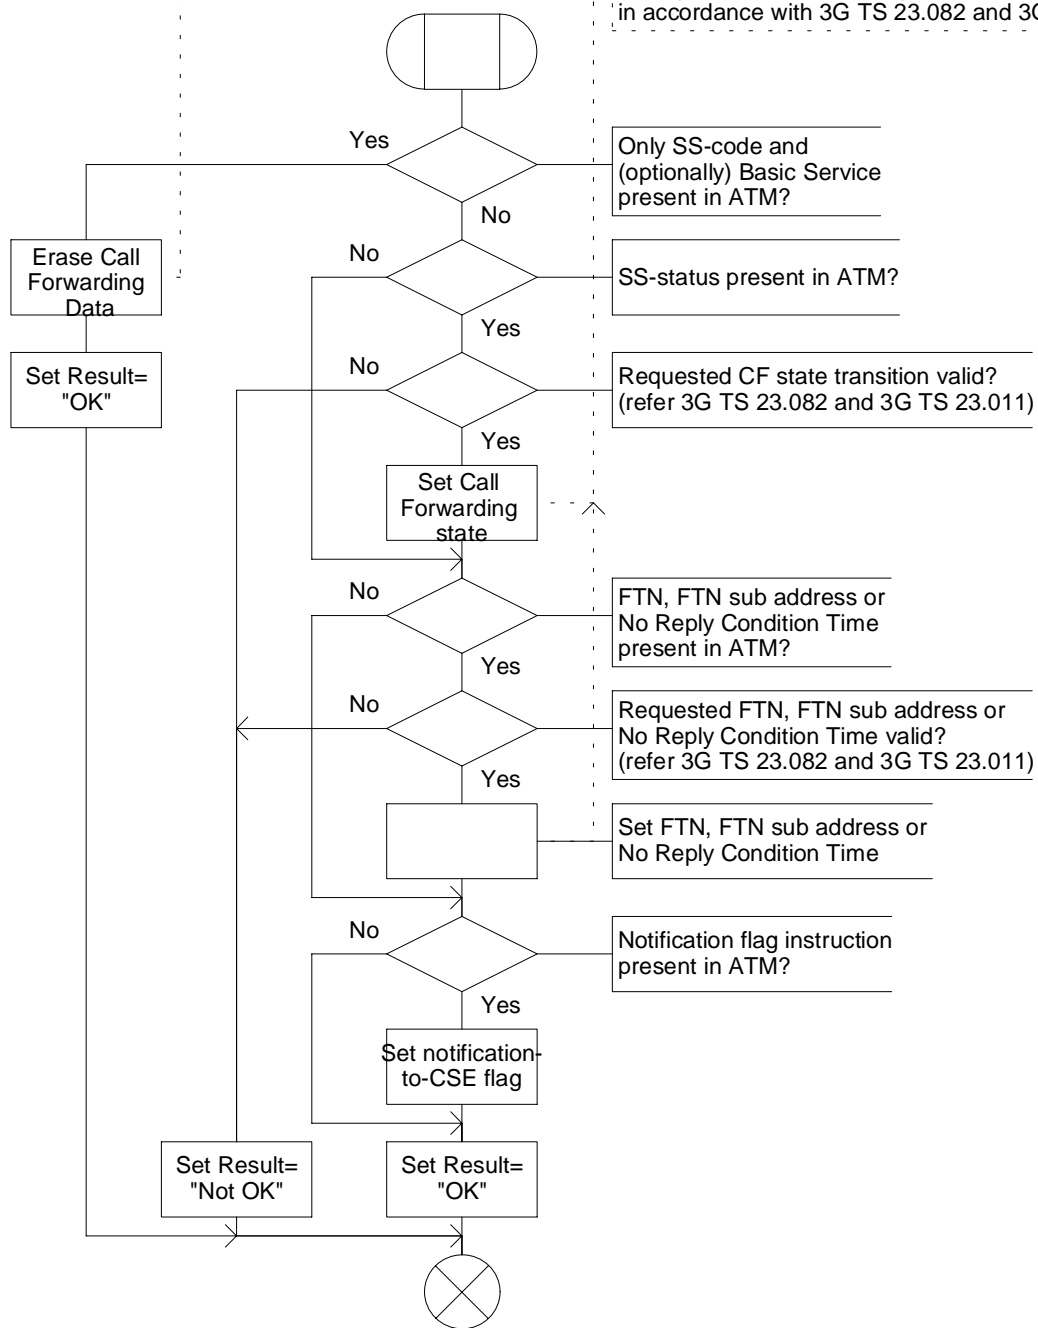 in accordance with 3G TS 23.082 and
Yes
Only SS-code and
(optionally) Basic Service
present in ATM?
No
Erase Call
Forwarding
Data
No
SS-status present in ATM?
Yes
Set Result=
"OK"
No
Requested CF state transition valid?
(refer 3G TS 23.082 and 3G TS 23.011)
Yes
Set Call
Forwarding
state
No
FTN, FTN sub address or
No Reply Condition Time
present in ATM?
Yes
No
Requested FTN, FTN sub address or
No Reply Condition Time valid?
(refer 3G TS 23.082 and 3G TS 23.011)
Yes
Set FTN, FTN sub address or
No Reply Condition Time
No
Notification flag instruction
present in ATM?
Yes
Set notification-
to-CSE flag
Set Result=
"Not OK"
Set Result=
"OK"